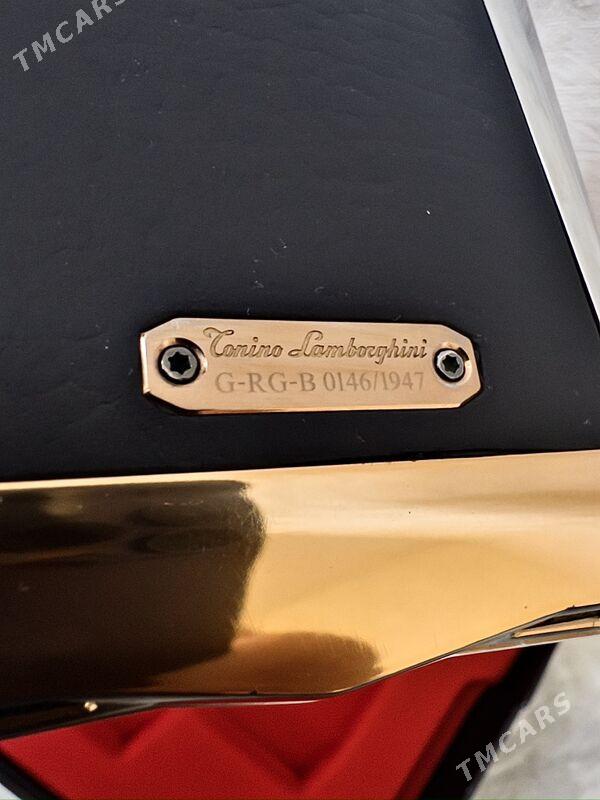 TMCARS
Tonino Lamborghini
G-RG-B 0146/1947
TMCARS